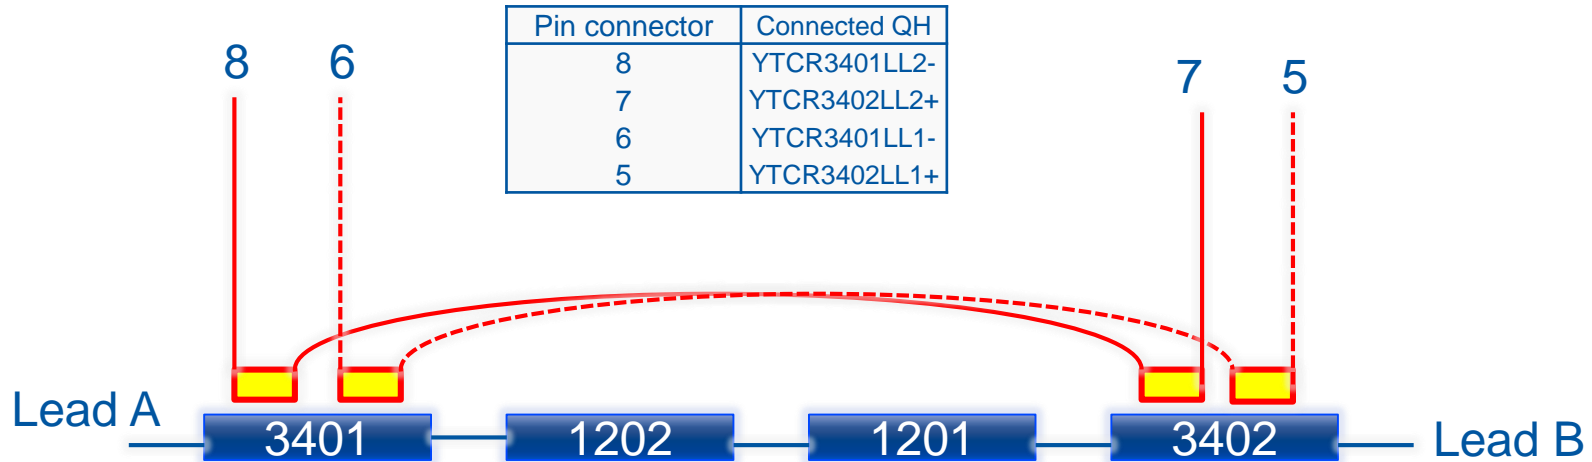 Pin connector Connected QH
8 YTCR3401LL2-
7 YTCR3402LL2+
6 YTCR3401LL1-
5 YTCR3402LL1+
8 6 7 5
Lead A 3401 1202 1201 3402 Lead B